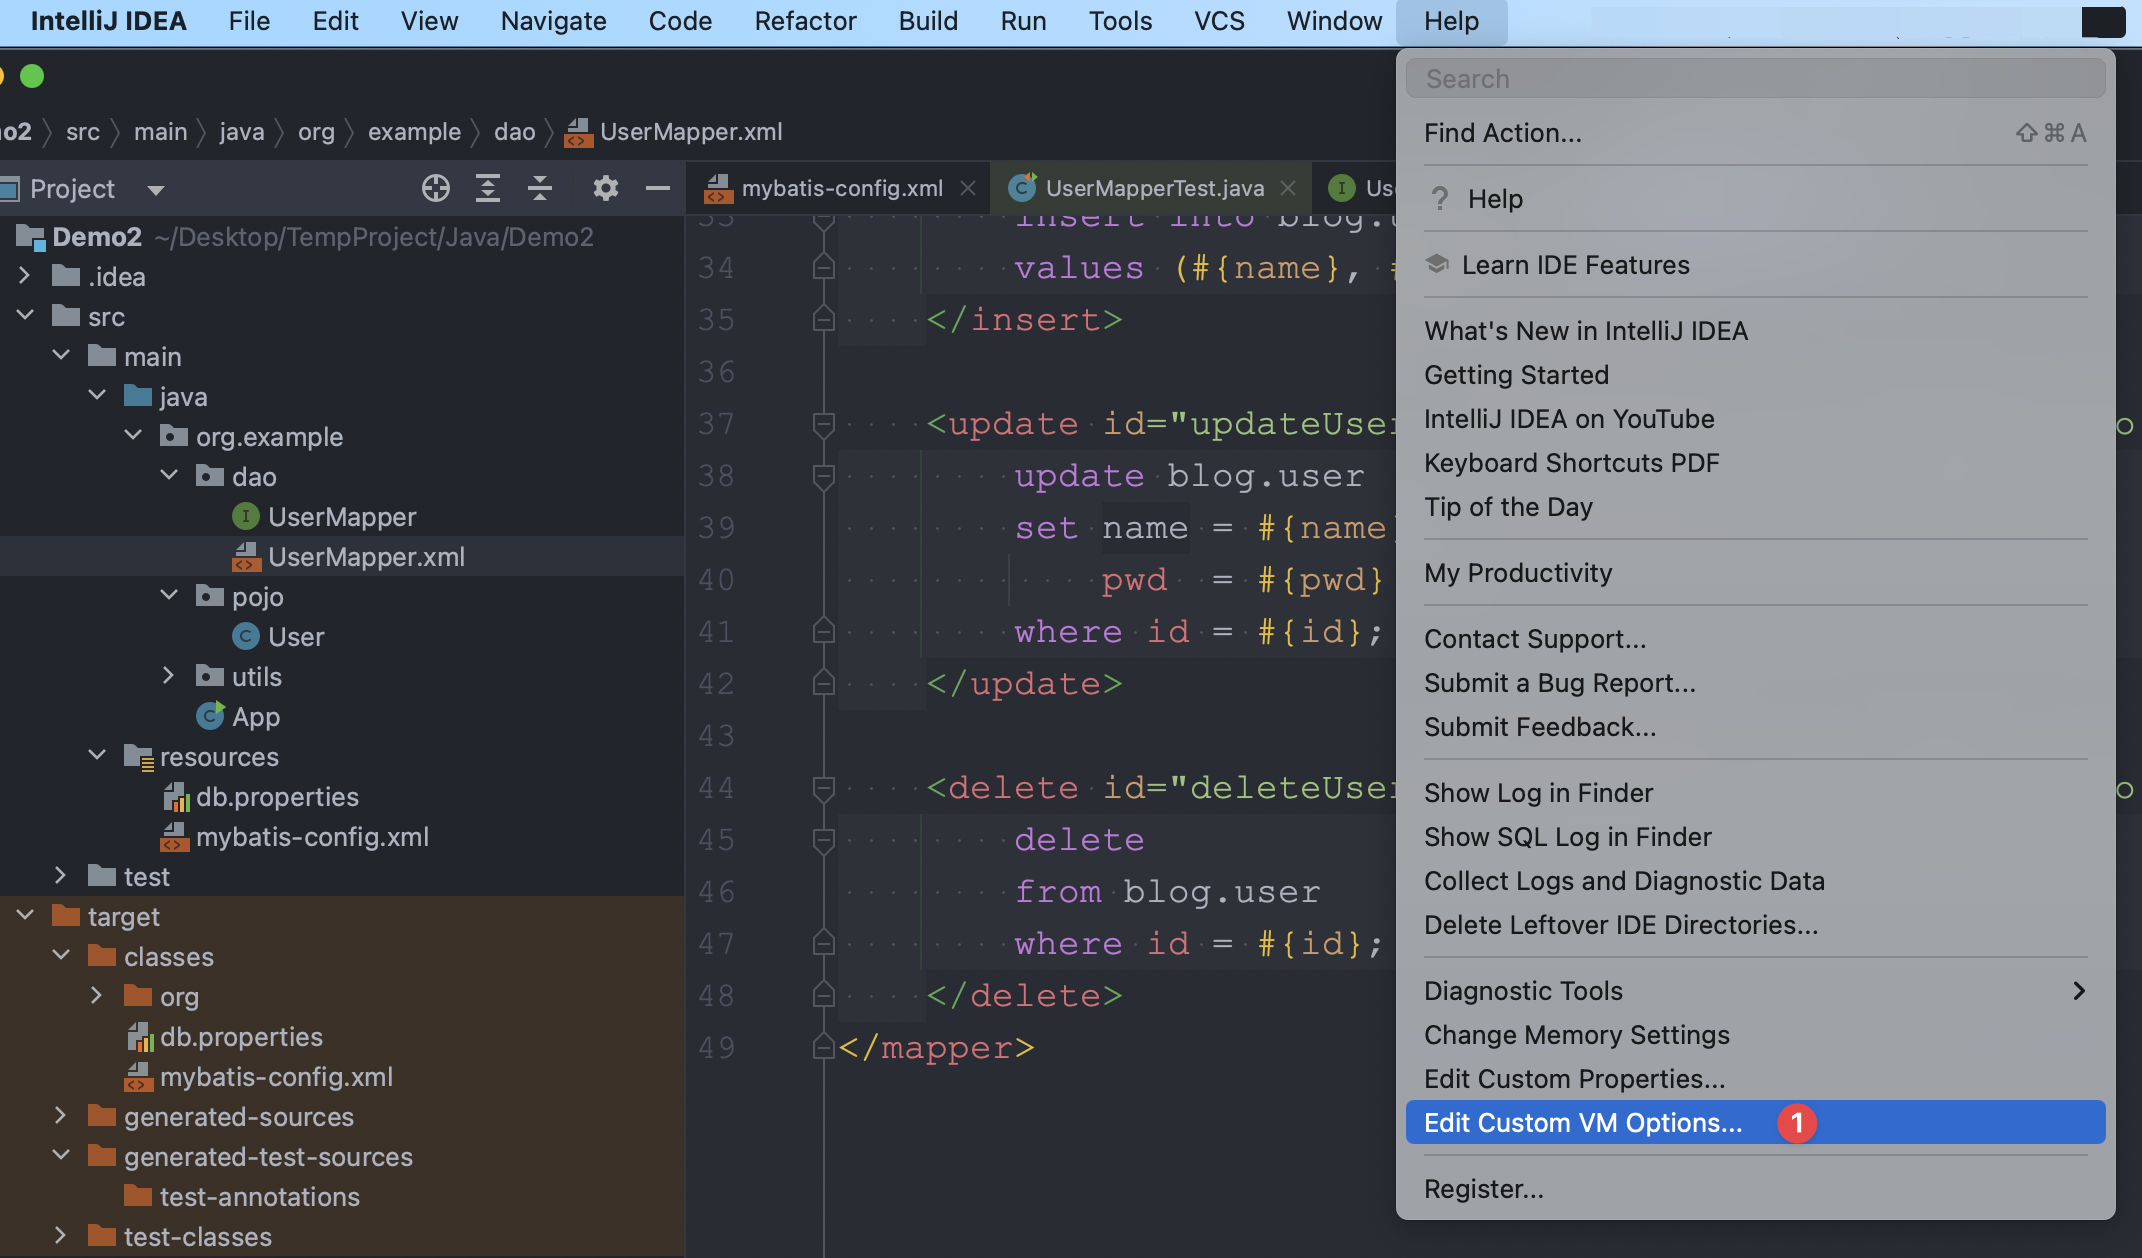 IntelliJ IDEA File Edit View Navigate Code Refactor Build Run Tools VCS Window Help
o2 src main java org example dao UserMapper.xml
Project
mybatis-config.xml UserMapperTest.java Us
Demo2 ~/Desktop/TempProject/Java/Demo2
.idea
src
main
java
org.example
dao
UserMapper
UserMapper.xml
pojo
User
utils
App
resources
db.properties
mybatis-config.xml
test
target
classes
org
db.properties
mybatis-config.xml
generated-sources
generated-test-sources
test-annotations
test-classes
33 insert into blog.
34 values (#{name},
35 </insert>
36
37 <update id="updateUser
38 update blog.user
39 set name = #{name}
40 pwd = #{pwd}
41 where id = #{id};
42 </update>
43
44 <delete id="deleteUser
45 delete
46 from blog.user
47 where id = #{id};
48 </delete>
49 </mapper>
Search
Find Action... ⇧⌘A
? Help
Learn IDE Features
What's New in IntelliJ IDEA
Getting Started
IntelliJ IDEA on YouTube
Keyboard Shortcuts PDF
Tip of the Day
My Productivity
Contact Support...
Submit a Bug Report...
Submit Feedback...
Show Log in Finder
Show SQL Log in Finder
Collect Logs and Diagnostic Data
Delete Leftover IDE Directories...
Diagnostic Tools
Change Memory Settings
Edit Custom Properties...
Edit Custom VM Options... 1
Register...